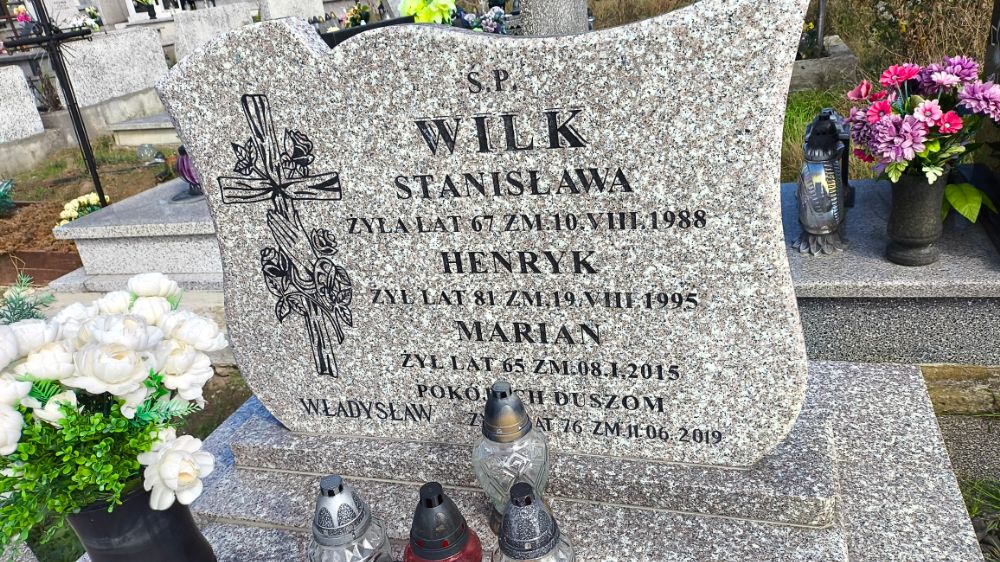 Ś.P.
WILK
STANISŁAWA
ŻYŁA LAT 67 ZM.10.VIII.1988
HENRYK
ŻYŁ LAT 81 ZM.19.VIII.1995
MARIAN
ŻYŁ LAT 65 ZM.08.I.2015
DUSZOM
WŁADYSŁAW 76 ZM 11.06.2019